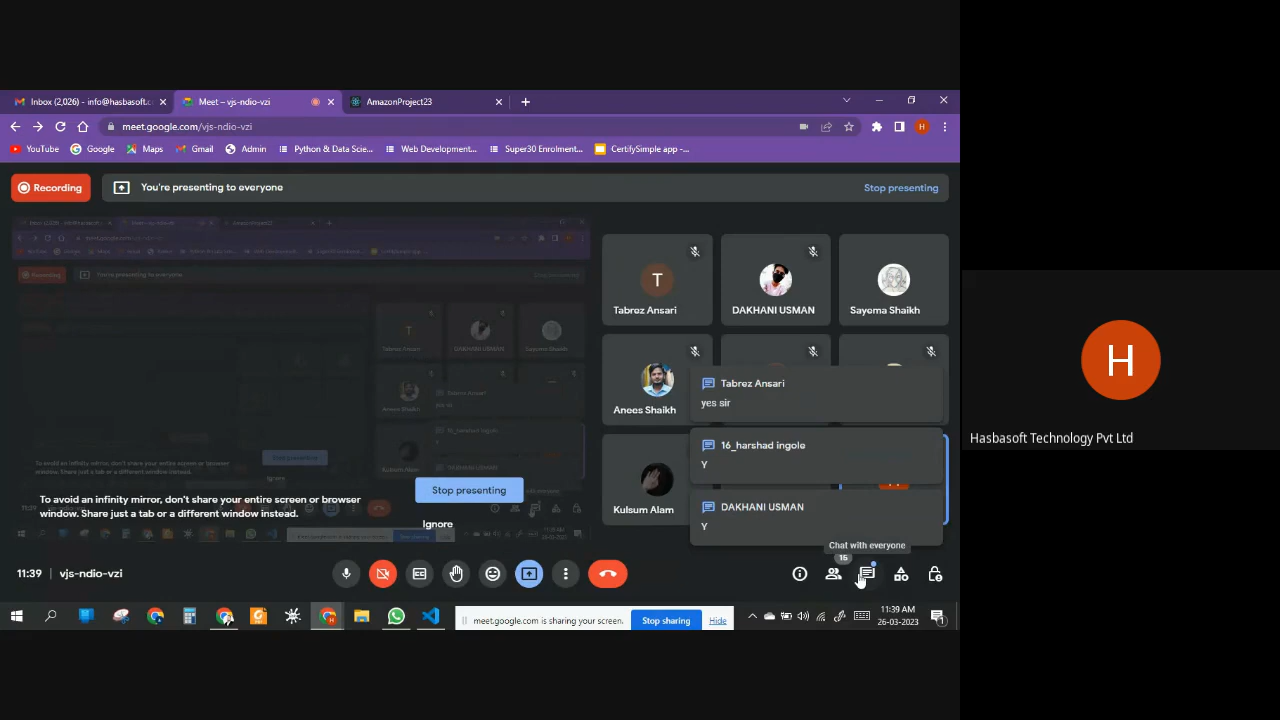 Inbox (2,026) - info@hasbasoft.c
Meet – vjs-ndio-vzi
AmazonProject23
meet.google.com/vjs-ndio-vzi
H
YouTube
Google
Maps
Gmail
Admin
Python & Data Scie...
Web Development...
Super30 Enrolment...
CertifySimple app -...
Recording
You're presenting to everyone
Stop presenting
T
Tabrez Ansari
DAKHANI USMAN
Sayema Shaikh
Anees Shaikh
Kulsum Alam
Tabrez Ansari
yes sir
16_harshad ingole
Y
DAKHANI USMAN
Y
To avoid an infinity mirror, don't share your entire screen or browser
window. Share just a tab or a different window instead.
Stop presenting
Ignore
Chat with everyone
15
11:39 | vjs-ndio-vzi
meet.google.com is sharing your screen.
Stop sharing
Hide
11:39 AM
26-03-2023
1
H
Hasbasoft Technology Pvt Ltd